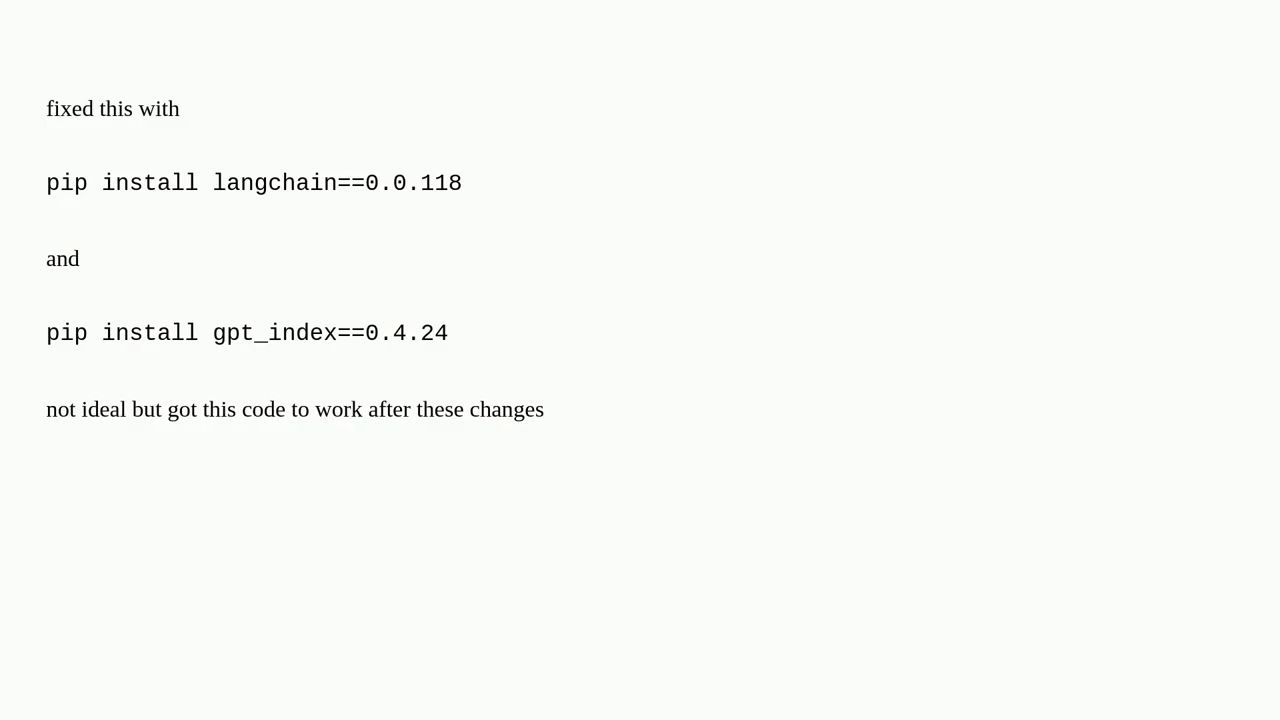 fixed this with
pip install langchain==0.0.118
and
pip install gpt_index==0.4.24
not ideal but got this code to work after these changes